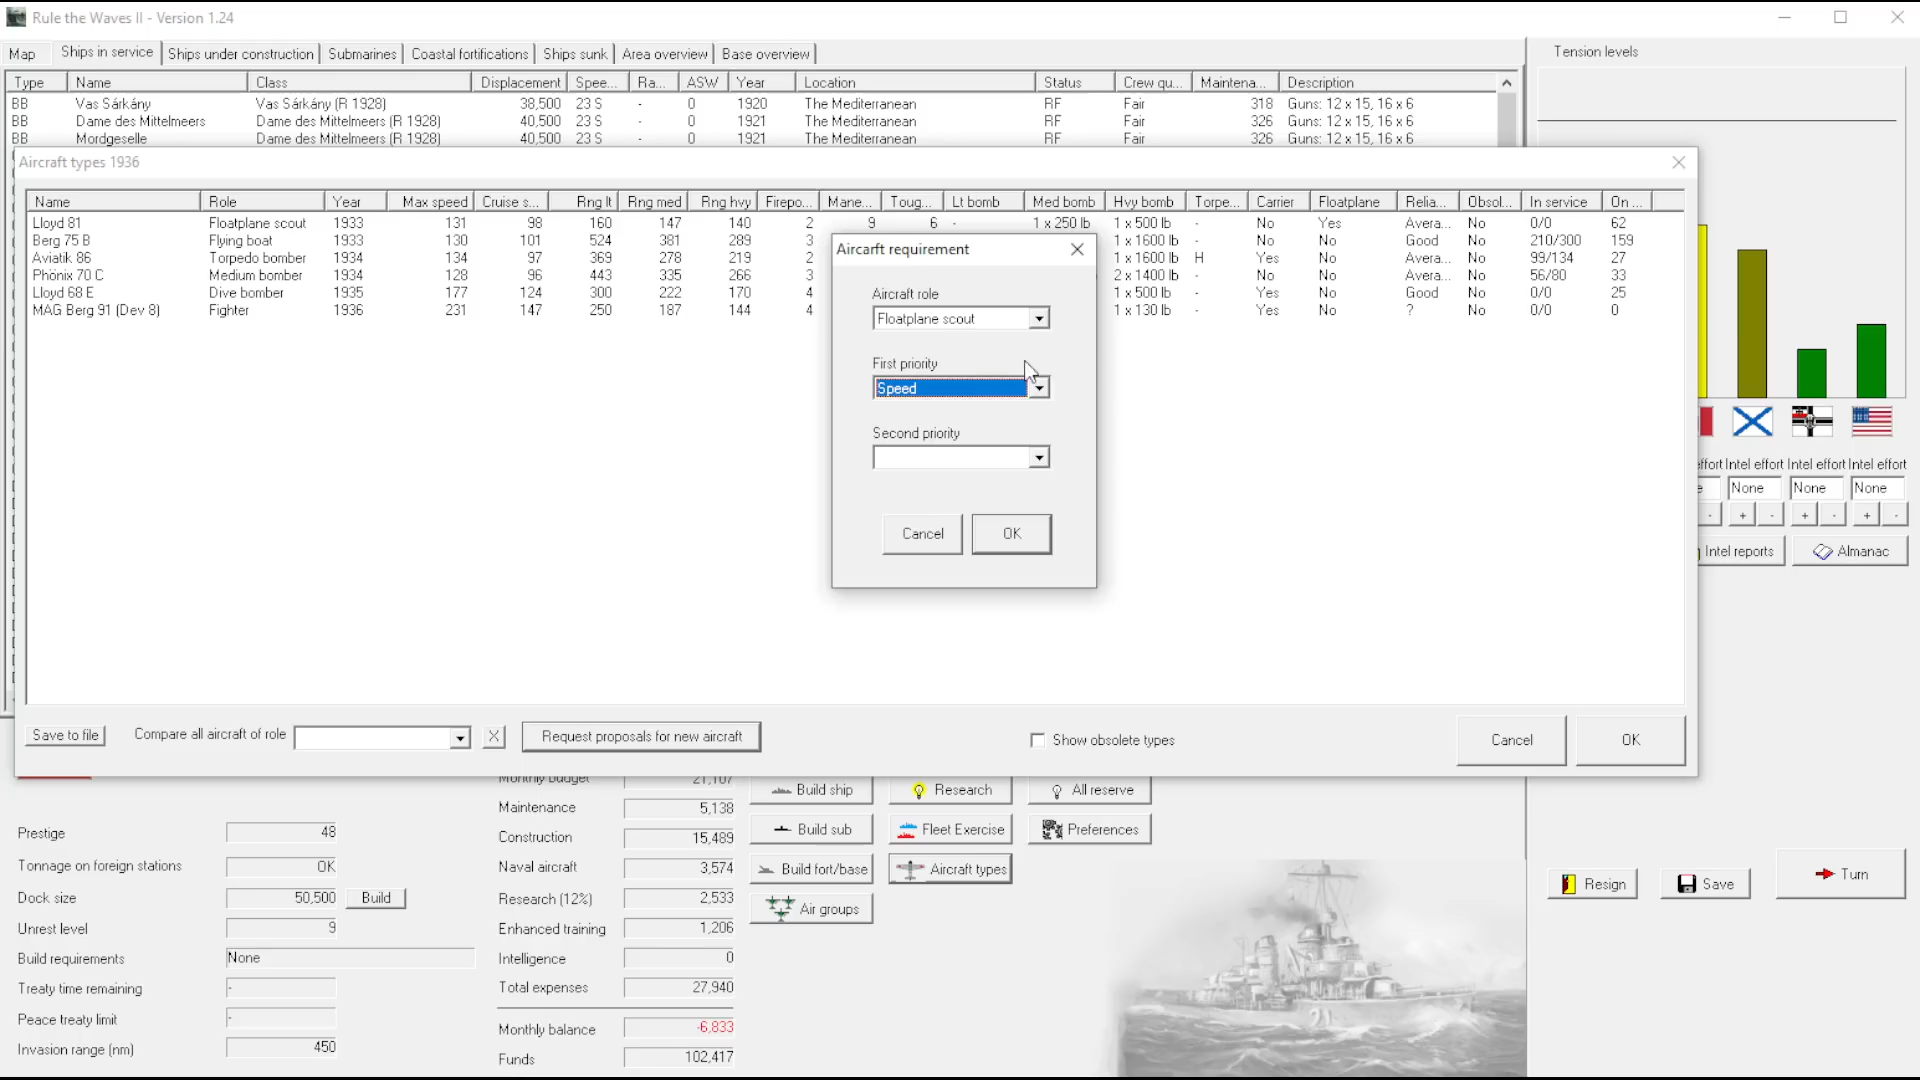 Rule the Waves II - Version 1.24
Map Ships in service Ships under construction Submarines Coastal fortifications Ships sunk Area overview Base overview
Tension levels
Type Name Class Displacement Spee... Ra... ASW Year Location Status Crew qu... Maintena... Description
BB Vas Sárkány Vas Sárkány (R 1928) 38,500 23 S - 0 1920 The Mediterranean RF Fair 318 Guns: 12 x 15, 16 x 6
BB Dame des Mittelmeers Dame des Mittelmeers (R 1928) 40,500 23 S - 0 1921 The Mediterranean RF Fair 326 Guns: 12 x 15, 16 x 6
BB Mordgeselle Dame des Mittelmeers (R 1928) 40,500 23 S - 0 1921 The Mediterranean RF Fair 326 Guns: 12 x 15, 16 x 6
Aircraft types 1936
Name Role Year Max speed Cruise s... Rng lt Rng med Rng hvy Firepo... Mane... Toug... Lt bomb Med bomb Hvy bomb Torpe... Carrier Floatplane Relia... Obsol... In service On ...
Lloyd 81 Floatplane scout 1933 131 98 160 147 140 2 9 6 - 1 x 250 lb 1 x 500 lb - No Yes Avera... No 0/0 62
Berg 75 B Flying boat 1933 130 101 524 381 289 3 1 x 1600 lb - No No Good No 210/300 159
Aviatik 86 Torpedo bomber 1934 134 97 369 278 219 2 1 x 1600 lb H Yes No Avera... No 99/134 27
Phönix 70 C Medium bomber 1934 128 96 443 335 266 3 2 x 1400 lb - No No Avera... No 56/80 33
Lloyd 68 E Dive bomber 1935 177 124 300 222 170 4 1 x 500 lb - Yes No Good No 0/0 25
MAG Berg 91 (Dev 8) Fighter 1936 231 147 250 187 144 4 1 x 130 lb - Yes No ? No 0/0 0
Aircarft requirement
Aircraft role
Floatplane scout
First priority
Speed
Second priority
Cancel OK
ffort Intel effort Intel effort Intel effort
None None None
- + - + - + -
Intel reports Almanac
Save to file Compare all aircraft of role X Request proposals for new aircraft Show obsolete types Cancel OK
Monthly budget 21,107
Maintenance 5,138
Construction 15,489
Naval aircraft 3,574
Research (12%) 2,533
Enhanced training 1,206
Intelligence 0
Total expenses 27,940
Monthly balance -6,833
Funds 102,417
Build ship Research All reserve
Build sub Fleet Exercise Preferences
Build fort/base Aircraft types
Air groups
Prestige 48
Tonnage on foreign stations OK
Dock size 50,500 Build
Unrest level 9
Build requirements None
Treaty time remaining -
Peace treaty limit -
Invasion range (nm) 450
Resign Save Turn